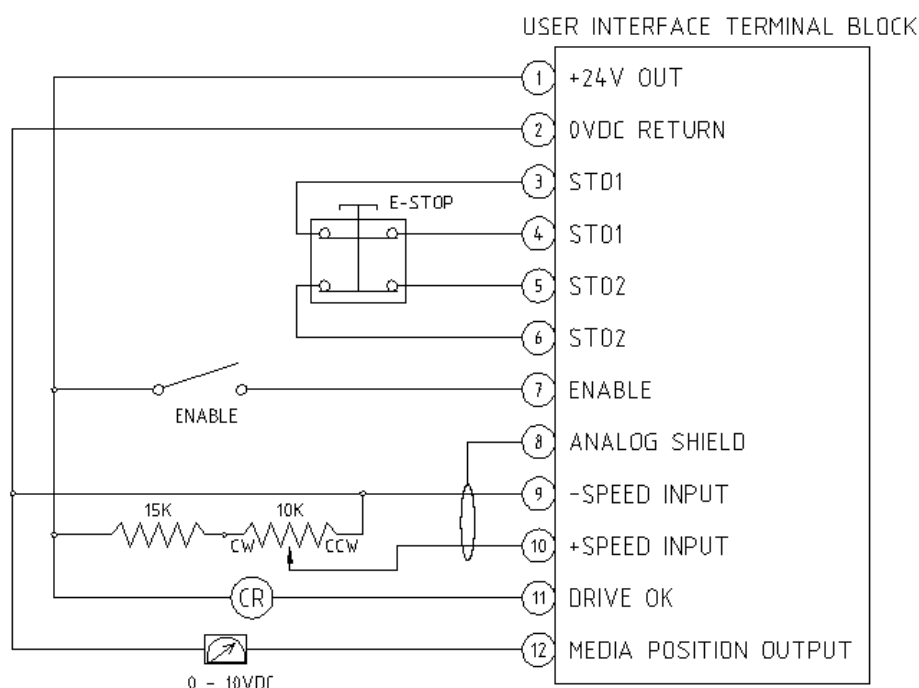 USER INTERFACE TERMINAL BLOCK
1 +24V OUT
2 0VDC RETURN
3 STO1
E-STOP
4 STO1
5 STO2
6 STO2
7 ENABLE
ENABLE
8 ANALOG SHIELD
9 -SPEED INPUT
15K 10K
CW CCW
10 +SPEED INPUT
CR
11 DRIVE OK
12 MEDIA POSITION OUTPUT
0 - 10VDC